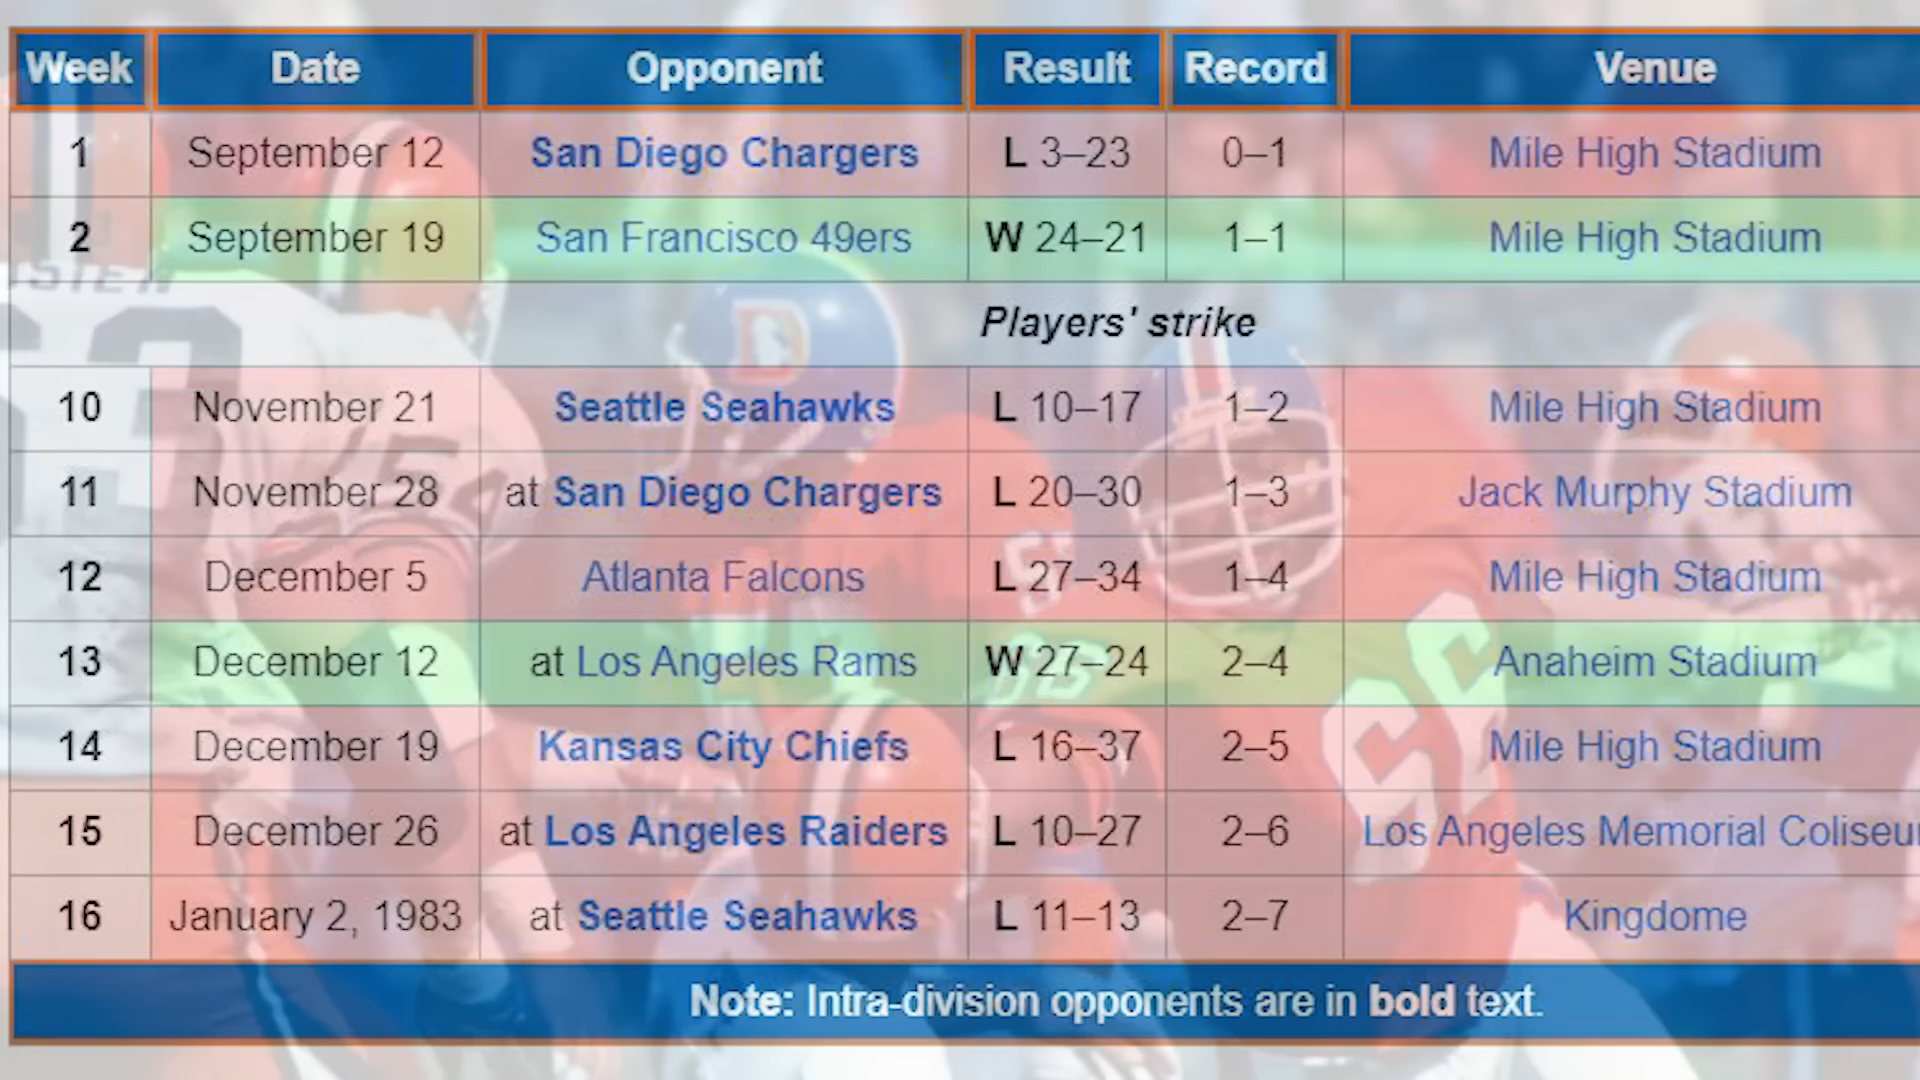 Week Date Opponent Result Record Venue
1 September 12 San Diego Chargers L 3–23 0–1 Mile High Stadium
2 September 19 San Francisco 49ers W 24–21 1–1 Mile High Stadium
Players' strike
10 November 21 Seattle Seahawks L 10–17 1–2 Mile High Stadium
11 November 28 at San Diego Chargers L 20–30 1–3 Jack Murphy Stadium
12 December 5 Atlanta Falcons L 27–34 1–4 Mile High Stadium
13 December 12 at Los Angeles Rams W 27–24 2–4 Anaheim Stadium
14 December 19 Kansas City Chiefs L 16–37 2–5 Mile High Stadium
15 December 26 at Los Angeles Raiders L 10–27 2–6 Los Angeles Memorial
16 January 2, 1983 at Seattle Seahawks L 11–13 2–7 Kingdome
Note: Intra-division opponents are in bold text.